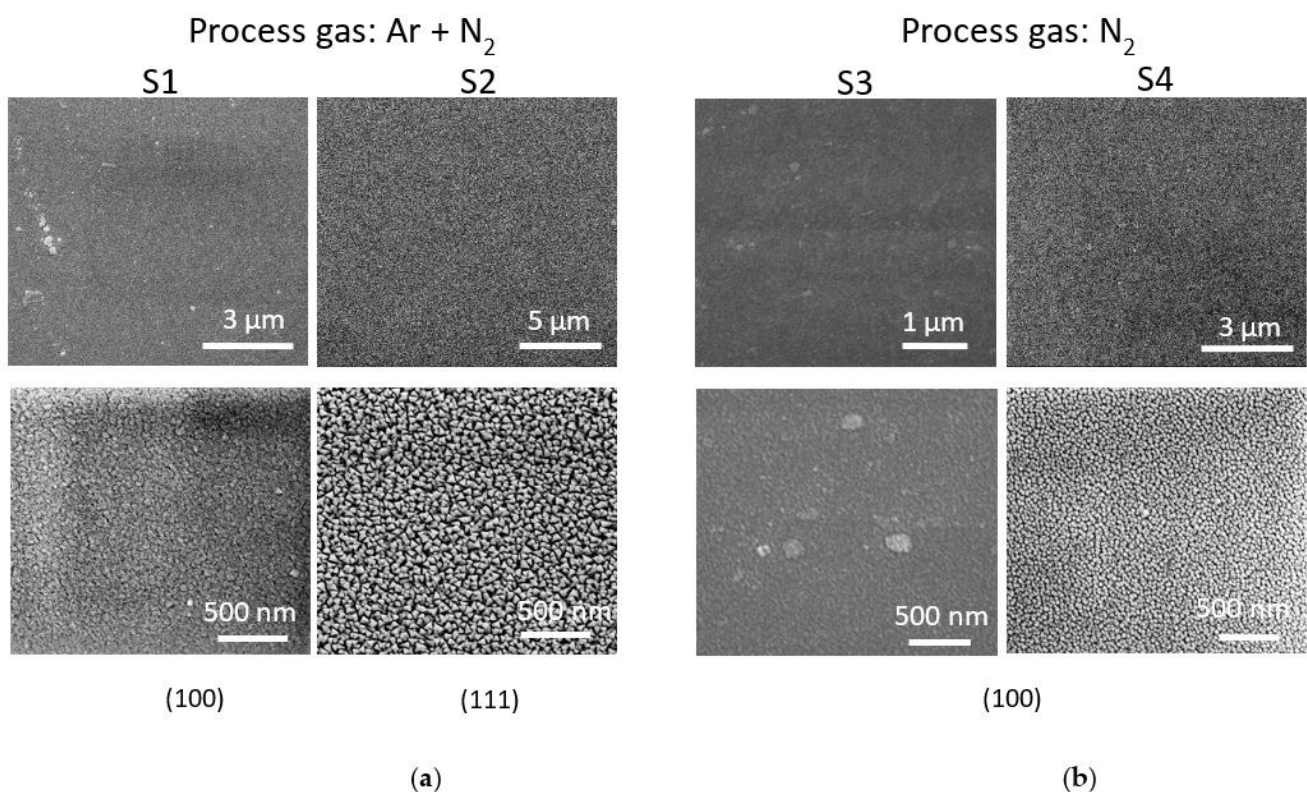 Process gas: Ar + N₂
Process gas: N₂
S1
S2
S3
S4
3 µm
5 µm
1 µm
3 µm
500 nm
500 nm
500 nm
500 nm
(100)
(111)
(100)
(a)
(b)